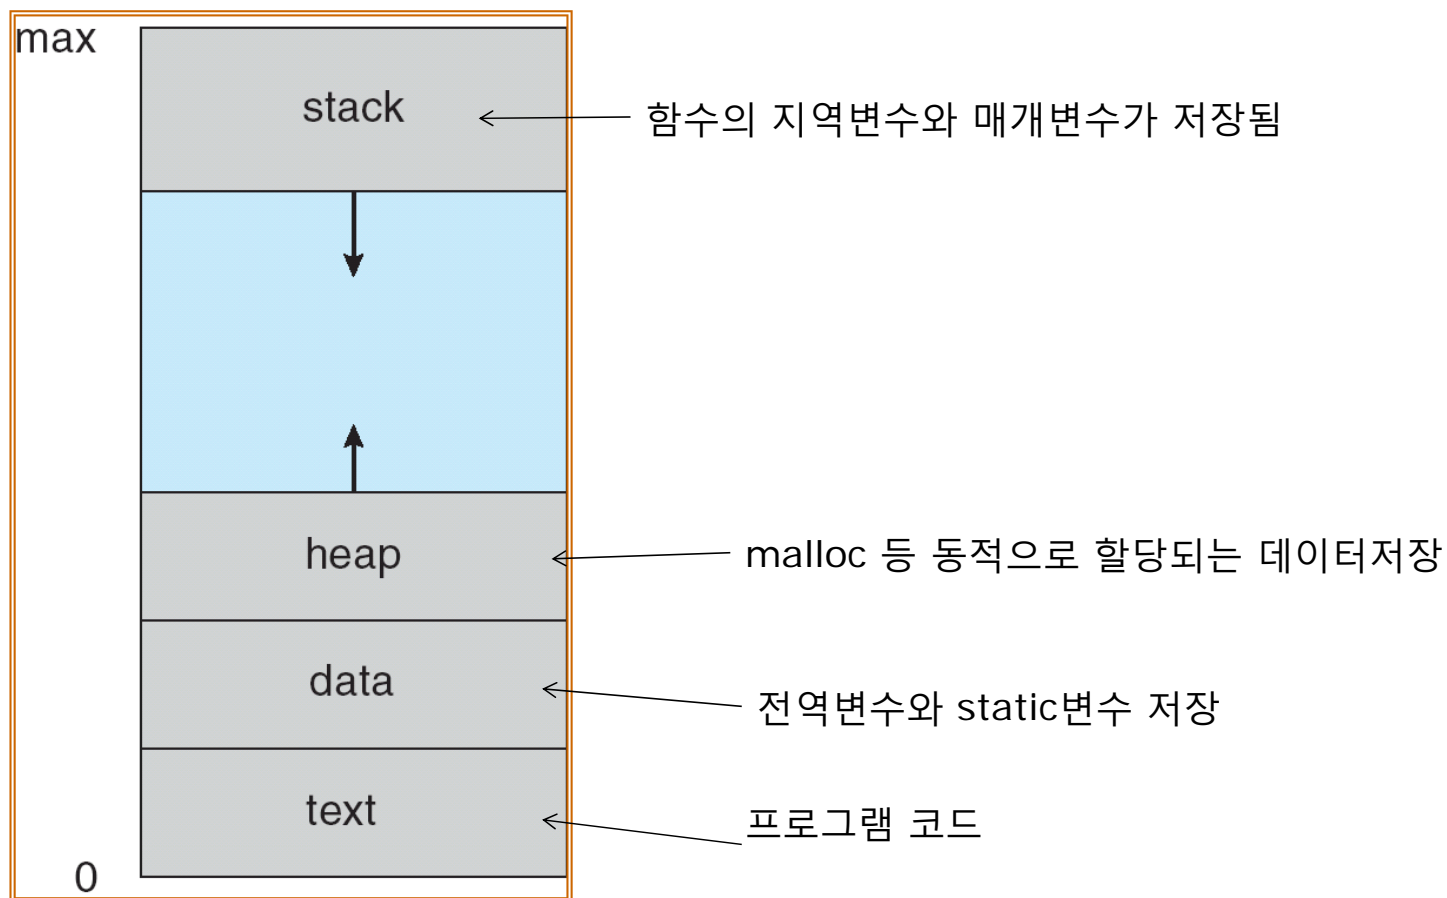 max
stack
함수의 지역변수와 매개변수가 저장됨
heap
malloc 등 동적으로 할당되는 데이터저장
data
전역변수와 static변수 저장
text
프로그램 코드
0